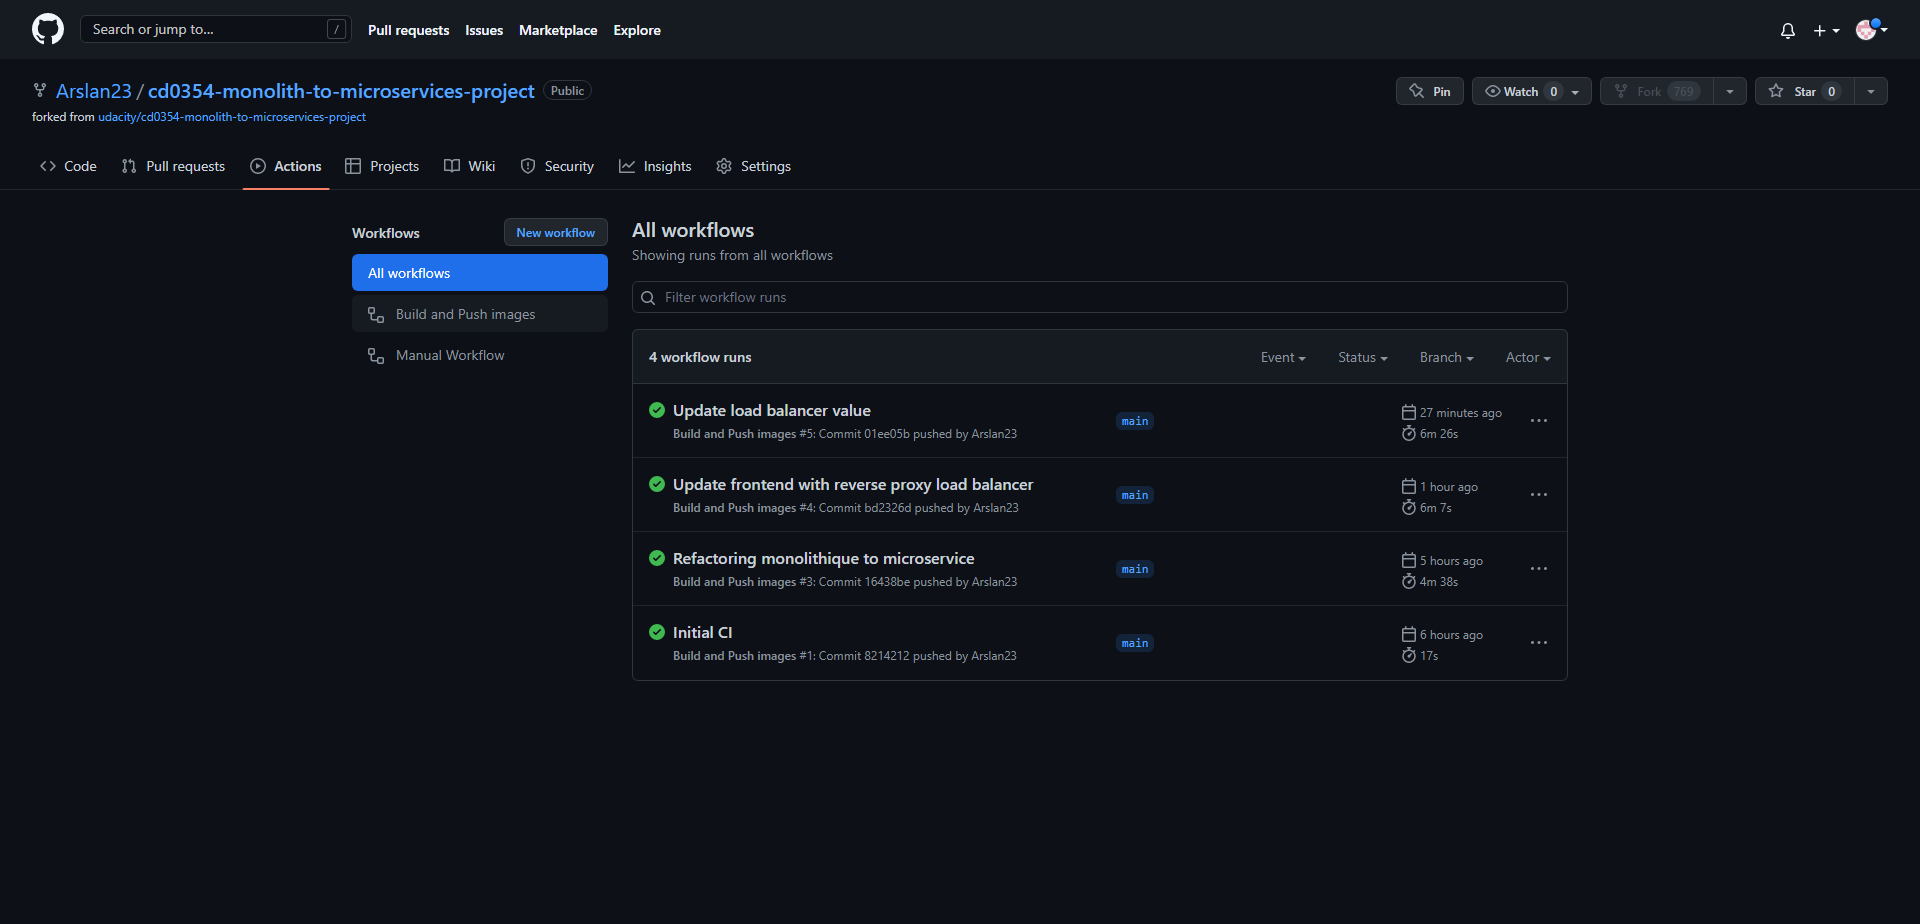 Search or jump to... /
Pull requests Issues Marketplace Explore
Arslan23 / cd0354-monolith-to-microservices-project Public
Pin Watch 0 Fork 769 Star 0
forked from udacity/cd0354-monolith-to-microservices-project
Code Pull requests Actions Projects Wiki Security Insights Settings
Workflows New workflow
All workflows
Build and Push images
Manual Workflow
All workflows
Showing runs from all workflows
Filter workflow runs
4 workflow runs Event Status Branch Actor
Update load balancer value
Build and Push images #5: Commit 01ee05b pushed by Arslan23
main
27 minutes ago
6m 26s
Update frontend with reverse proxy load balancer
Build and Push images #4: Commit bd2326d pushed by Arslan23
main
1 hour ago
6m 7s
Refactoring monolithique to microservice
Build and Push images #3: Commit 16438be pushed by Arslan23
main
5 hours ago
4m 38s
Initial CI
Build and Push images #1: Commit 8214212 pushed by Arslan23
main
6 hours ago
17s